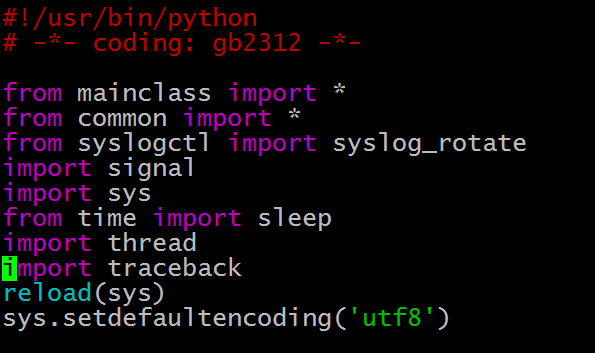 #!/usr/bin/python
# -*- coding: gb2312 -*-
from mainclass import *
from common import *
from syslogctl import syslog_rotate
import signal
import sys
from time import sleep
import thread
import traceback
reload(sys)
sys.setdefaultencoding('utf8')